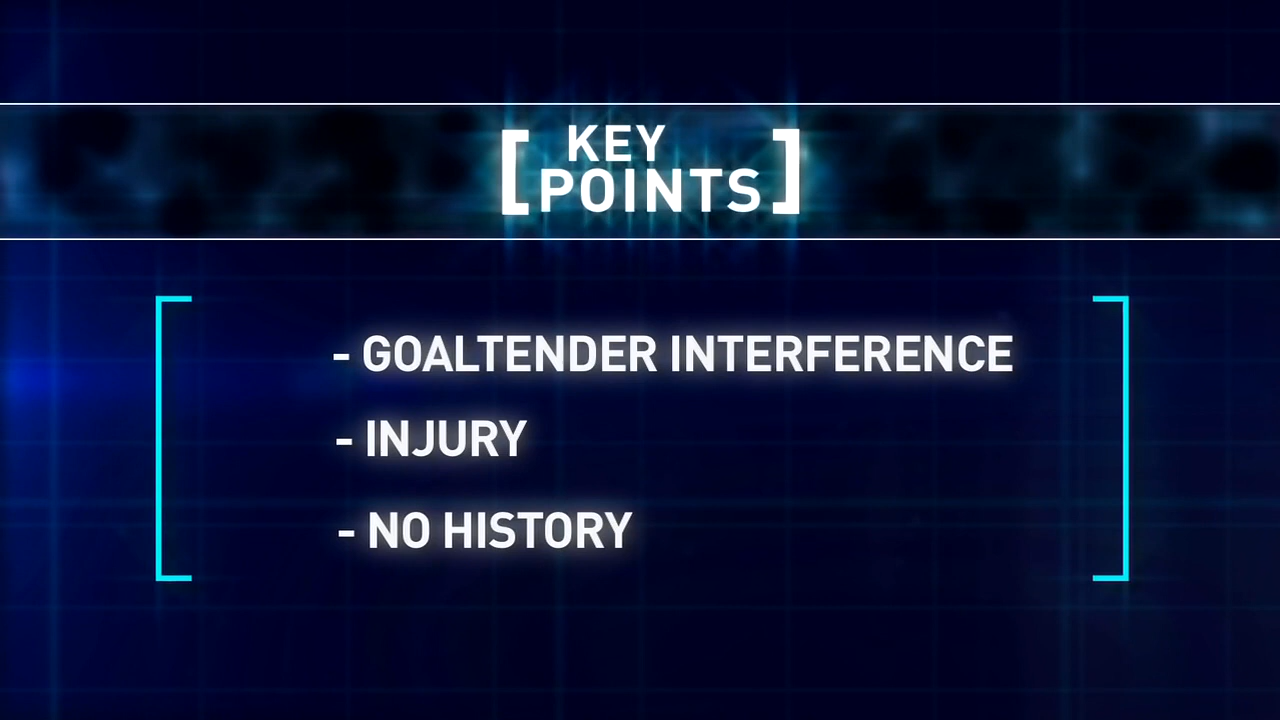 [KEY
POINTS]
- GOALTENDER INTERFERENCE
- INJURY
- NO HISTORY